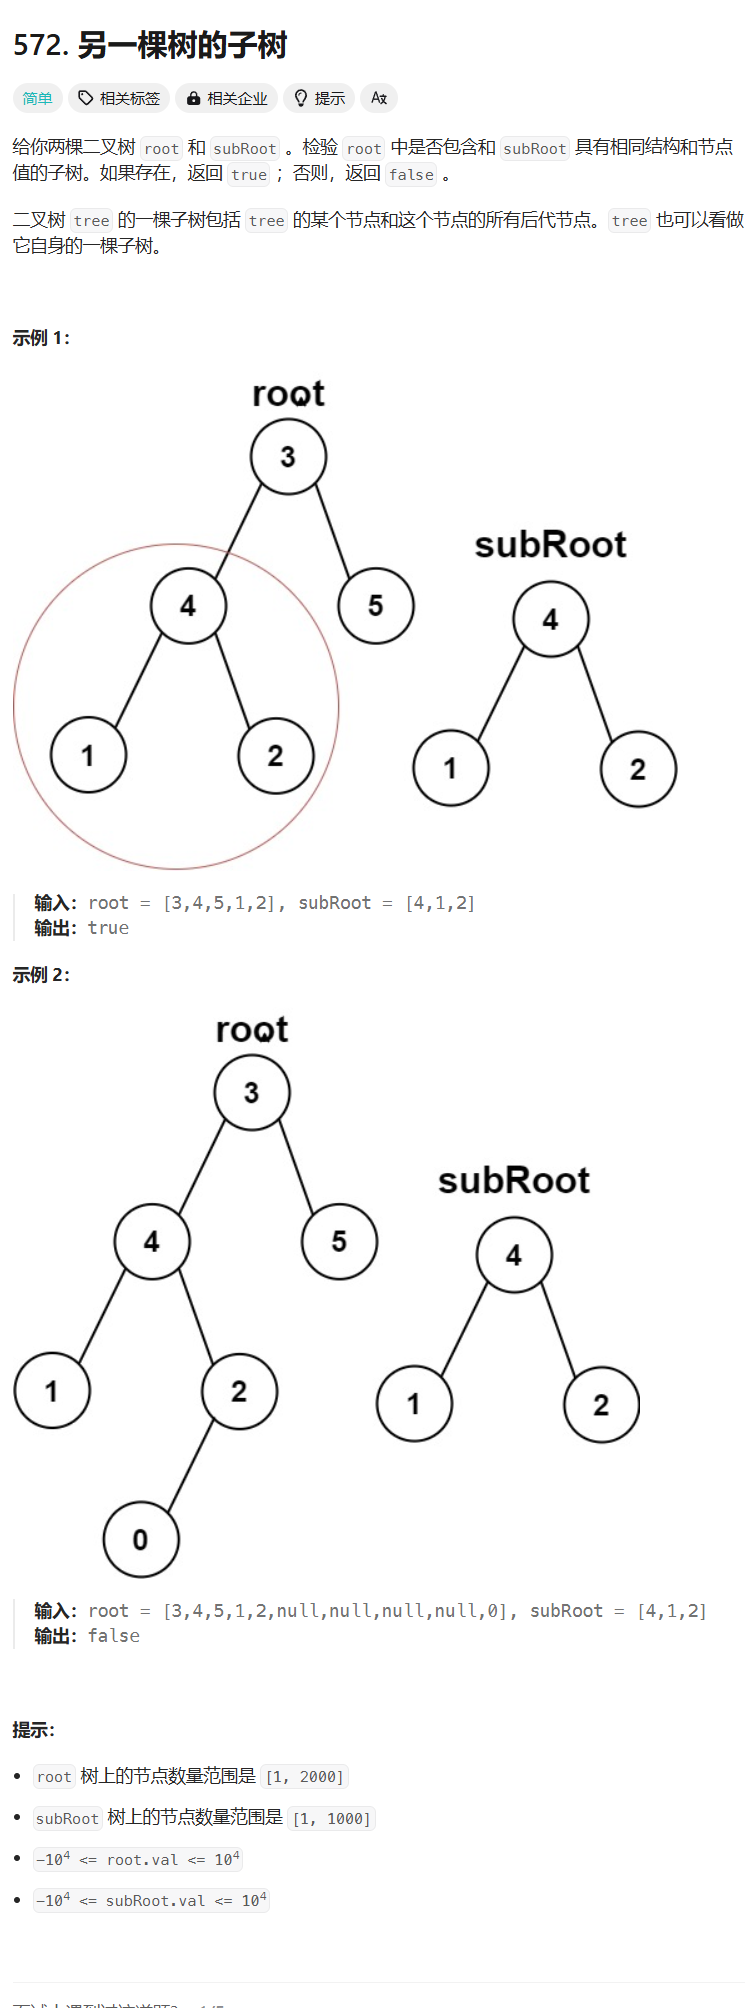 572. 另一棵树的子树
简单 相关标签 相关企业 提示 Aあ
给你两棵二叉树 root 和 subRoot 。检验 root 中是否包含和 subRoot 具有相同结构和节点
值的子树。如果存在，返回 true ；否则，返回 false 。
二叉树 tree 的一棵子树包括 tree 的某个节点和这个节点的所有后代节点。tree 也可以看做
它自身的一棵子树。
示例 1：
root
3
subRoot
4 5 4
1 2 1 2
输入：root = [3,4,5,1,2], subRoot = [4,1,2]
输出：true
示例 2：
root
3
subRoot
4 5 4
1 2 1 2
0
输入：root = [3,4,5,1,2,null,null,null,null,0], subRoot = [4,1,2]
输出：false
提示：
root 树上的节点数量范围是 [1, 2000]
subRoot 树上的节点数量范围是 [1, 1000]
-10⁴ <= root.val <= 10⁴
-10⁴ <= subRoot.val <= 10⁴